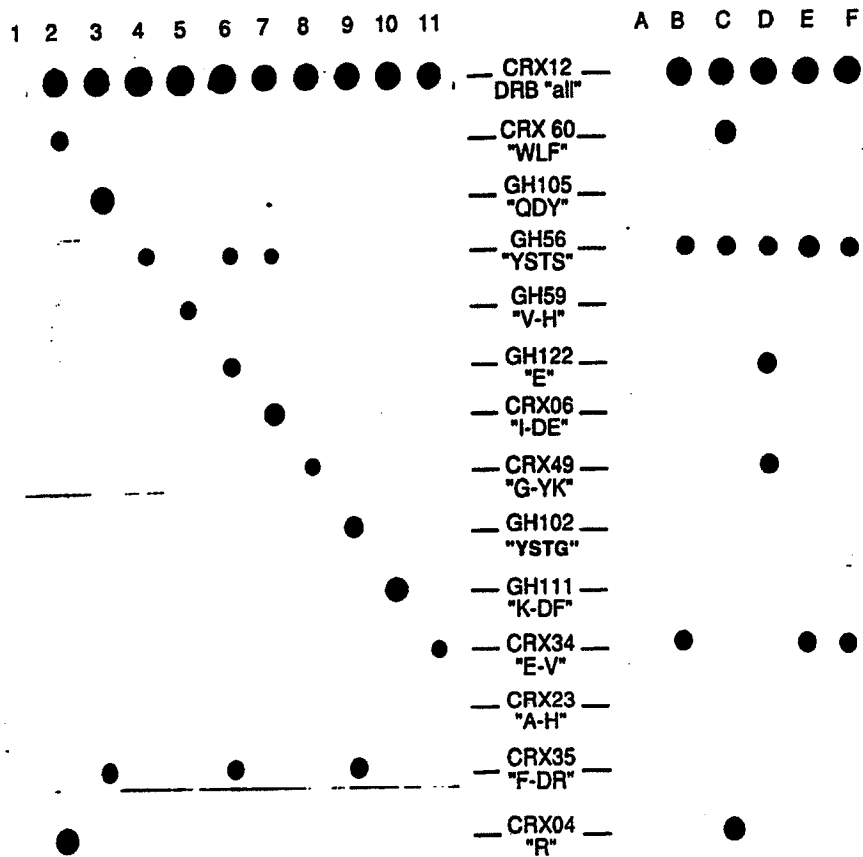 1 2 3 4 5 6 7 8 9 10 11
A B C D E F
CRX12
DRB "all"
CRX 60
"WLF"
GH105
"QDY"
GH56
"YSTS"
GH59
"V-H"
GH122
"E"
CRX06
"I-DE"
CRX49
"G-YK"
GH102
"YSTG"
GH111
"K-DF"
CRX34
"E-V"
CRX23
"A-H"
CRX35
"F-DR"
CRX04
"R"